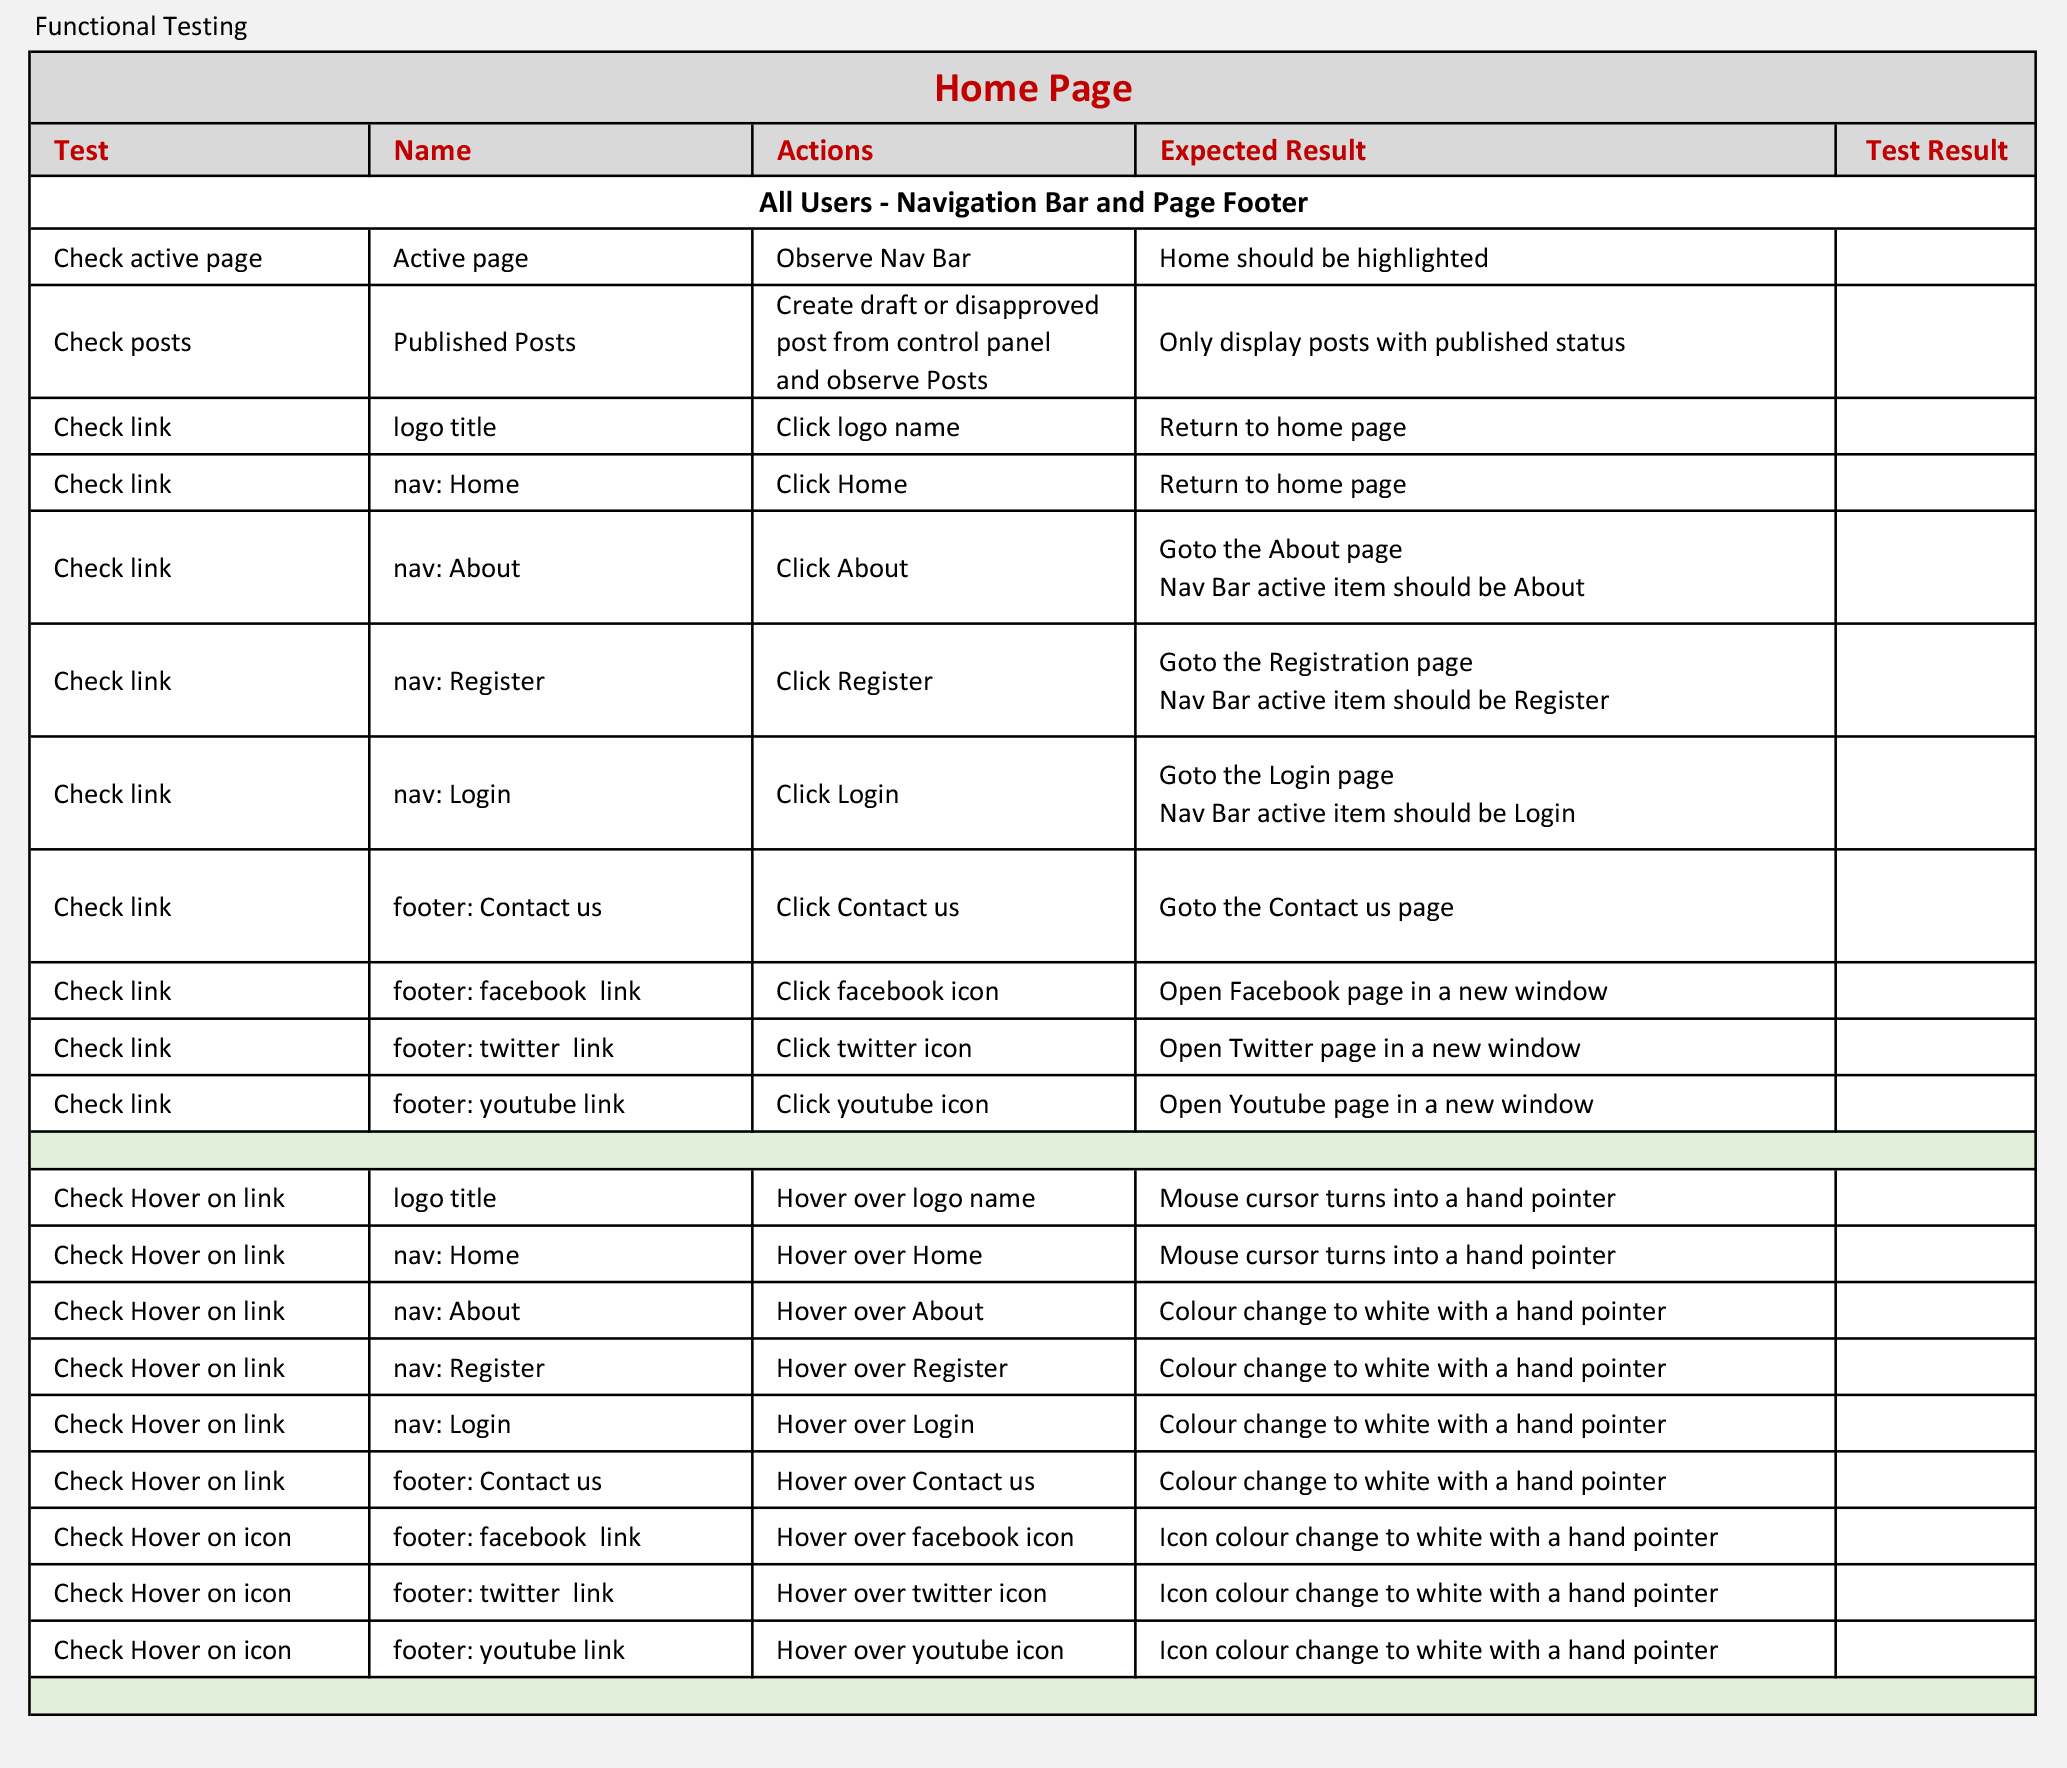 Functional Testing
Home Page
Test Name Actions Expected Result Test Result
All Users - Navigation Bar and Page Footer
Check active page Active page Observe Nav Bar Home should be highlighted
Check posts Published Posts Create draft or disapproved
post from control panel
and observe Posts Only display posts with published status
Check link logo title Click logo name Return to home page
Check link nav: Home Click Home Return to home page
Check link nav: About Click About Goto the About page
Nav Bar active item should be About
Check link nav: Register Click Register Goto the Registration page
Nav Bar active item should be Register
Check link nav: Login Click Login Goto the Login page
Nav Bar active item should be Login
Check link footer: Contact us Click Contact us Goto the Contact us page
Check link footer: facebook  link Click facebook icon Open Facebook page in a new window
Check link footer: twitter  link Click twitter icon Open Twitter page in a new window
Check link footer: youtube link Click youtube icon Open Youtube page in a new window
Check Hover on link logo title Hover over logo name Mouse cursor turns into a hand pointer
Check Hover on link nav: Home Hover over Home Mouse cursor turns into a hand pointer
Check Hover on link nav: About Hover over About Colour change to white with a hand pointer
Check Hover on link nav: Register Hover over Register Colour change to white with a hand pointer
Check Hover on link nav: Login Hover over Login Colour change to white with a hand pointer
Check Hover on link footer: Contact us Hover over Contact us Colour change to white with a hand pointer
Check Hover on icon footer: facebook  link Hover over facebook icon Icon colour change to white with a hand pointer
Check Hover on icon footer: twitter  link Hover over twitter icon Icon colour change to white with a hand pointer
Check Hover on icon footer: youtube link Hover over youtube icon Icon colour change to white with a hand pointer